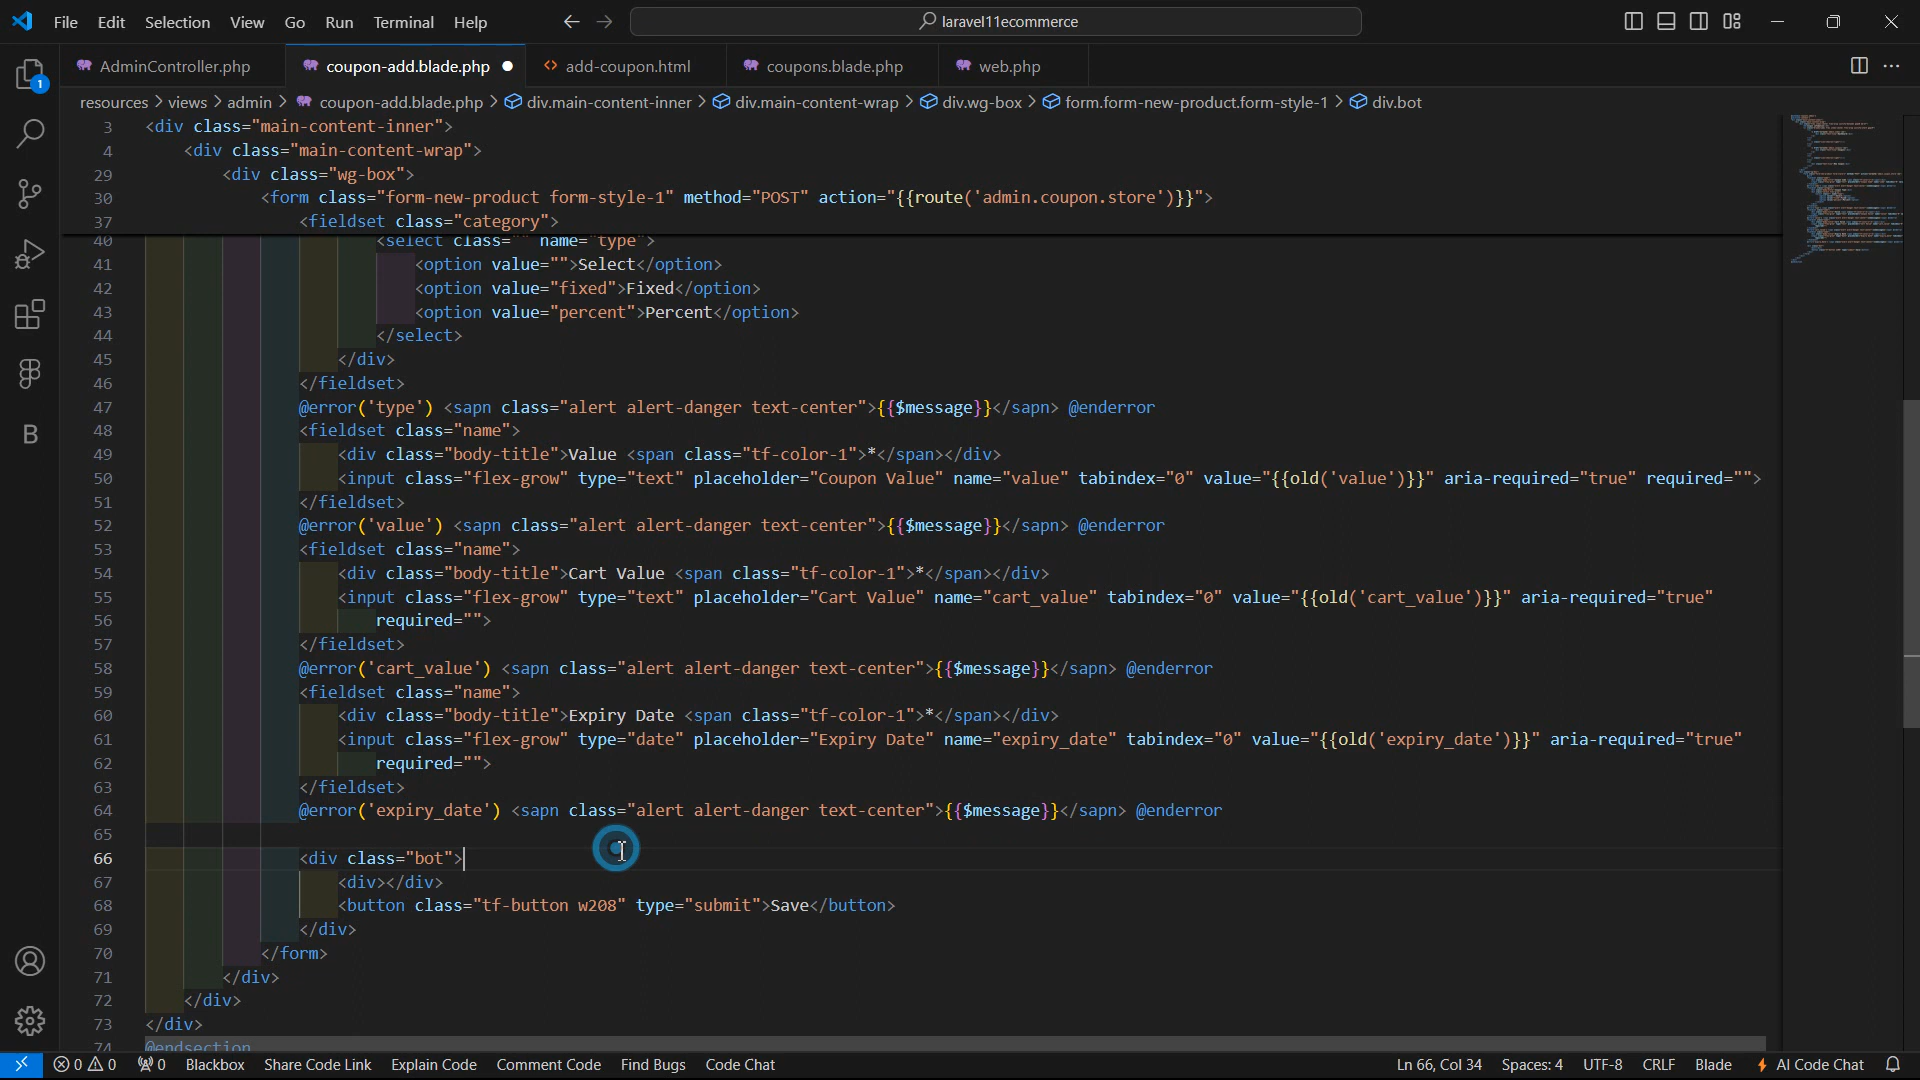 File Edit Selection View Go Run Terminal Help
laravel11ecommerce
AdminController.php
coupon-add.blade.php
add-coupon.html
coupons.blade.php
web.php
1
resources > views > admin > coupon-add.blade.php > div.main-content-inner > div.main-content-wrap > div.wg-box > form.form-new-product.form-style-1 > div.bot
3 <div class="main-content-inner">
4 <div class="main-content-wrap">
29 <div class="wg-box">
30 <form class="form-new-product form-style-1" method="POST" action="{{route('admin.coupon.store')}}">
37 <fieldset class="category">
40 <select class="" name="type">
41 <option value="">Select</option>
42 <option value="fixed">Fixed</option>
43 <option value="percent">Percent</option>
44 </select>
45 </div>
46 </fieldset>
47 @error('type') <sapn class="alert alert-danger text-center">{{$message}}</sapn> @enderror
48 <fieldset class="name">
49 <div class="body-title">Value <span class="tf-color-1">*</span></div>
50 <input class="flex-grow" type="text" placeholder="Coupon Value" name="value" tabindex="0" value="{{old('value')}}" aria-required="true" required="">
51 </fieldset>
52 @error('value') <sapn class="alert alert-danger text-center">{{$message}}</sapn> @enderror
53 <fieldset class="name">
54 <div class="body-title">Cart Value <span class="tf-color-1">*</span></div>
55 <input class="flex-grow" type="text" placeholder="Cart Value" name="cart_value" tabindex="0" value="{{old('cart_value')}}" aria-required="true"
56 required="">
57 </fieldset>
58 @error('cart_value') <sapn class="alert alert-danger text-center">{{$message}}</sapn> @enderror
59 <fieldset class="name">
60 <div class="body-title">Expiry Date <span class="tf-color-1">*</span></div>
61 <input class="flex-grow" type="date" placeholder="Expiry Date" name="expiry_date" tabindex="0" value="{{old('expiry_date')}}" aria-required="true"
62 required="">
63 </fieldset>
64 @error('expiry_date') <sapn class="alert alert-danger text-center">{{$message}}</sapn> @enderror
65
66 <div class="bot">
67 <div></div>
68 <button class="tf-button w208" type="submit">Save</button>
69 </div>
70 </form>
71 </div>
72 </div>
73 </div>
74 @endsection
0 0 0 Blackbox Share Code Link Explain Code Comment Code Find Bugs Code Chat Ln 66, Col 34 Spaces: 4 UTF-8 CRLF Blade AI Code Chat